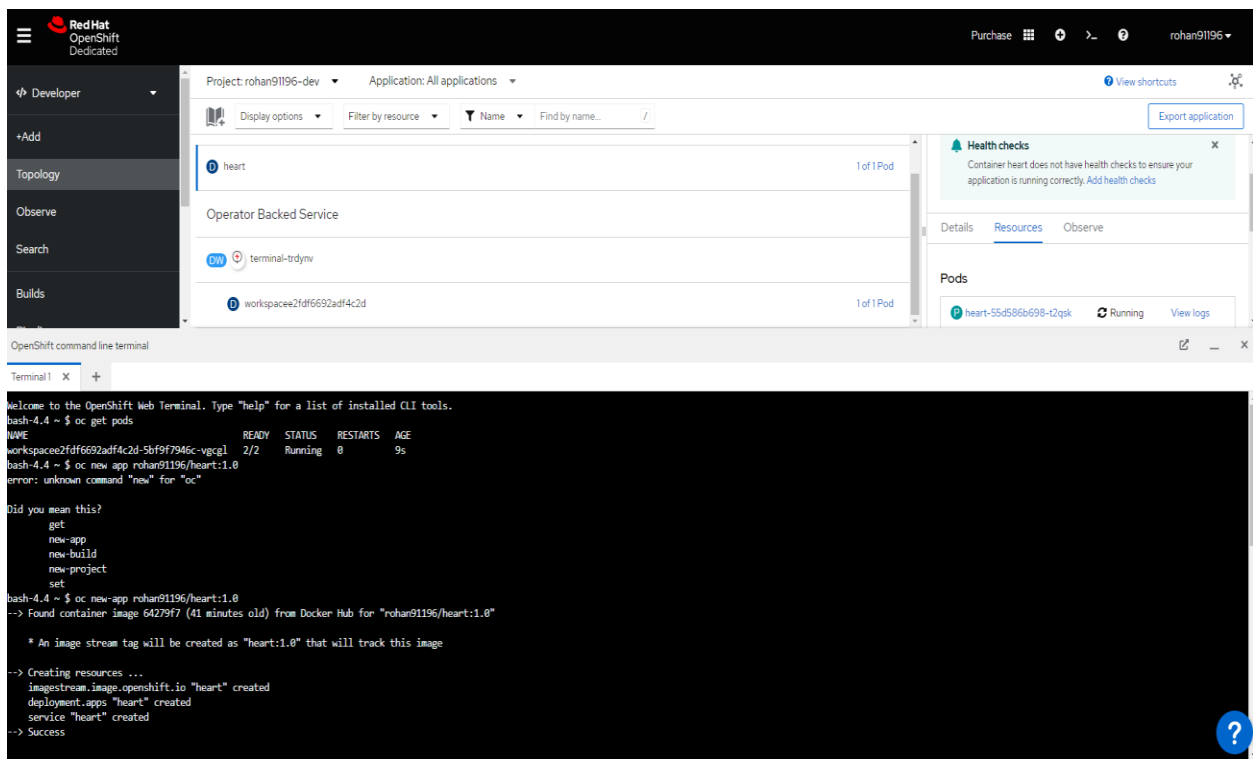 Red Hat
OpenShift
Dedicated
Purchase
rohan91196
Developer
+Add
Topology
Observe
Search
Builds
Project: rohan91196-dev
Application: All applications
View shortcuts
Display options
Filter by resource
Name
Find by name...
/
Export application
D heart
1 of 1 Pod
Operator Backed Service
DW terminal-trdynv
D workspacee2fdf6692adf4c2d
1 of 1 Pod
Health checks
Container heart does not have health checks to ensure your
application is running correctly. Add health checks
Details Resources Observe
Pods
P heart-55d586b698-t2qsk Running View logs
OpenShift command line terminal
Terminal 1
Welcome to the OpenShift Web Terminal. Type "help" for a list of installed CLI tools.
bash-4.4 ~ $ oc get pods
NAME READY STATUS RESTARTS AGE
workspacee2fdf6692adf4c2d-5bf9f7946c-vgcgl 2/2 Running 0 9s
bash-4.4 ~ $ oc new app rohan91196/heart:1.0
error: unknown command "new" for "oc"
Did you mean this?
get
new-app
new-build
new-project
set
bash-4.4 ~ $ oc new-app rohan91196/heart:1.0
--> Found container image 64279f7 (41 minutes old) from Docker Hub for "rohan91196/heart:1.0"
* An image stream tag will be created as "heart:1.0" that will track this image
--> Creating resources ...
imagestream.image.openshift.io "heart" created
deployment.apps "heart" created
service "heart" created
--> Success